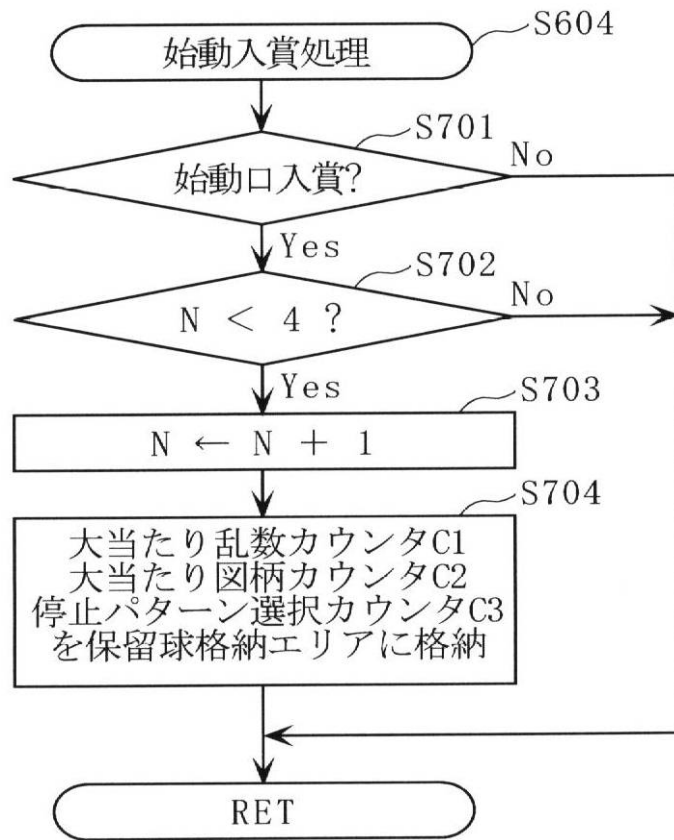 始動入賞処理
S604
S701
始動口入賞?
No
Yes
S702
N < 4 ?
No
Yes
S703
N ← N + 1
S704
大当たり乱数カウンタC1
大当たり図柄カウンタC2
停止パターン選択カウンタC3
を保留球格納エリアに格納
RET